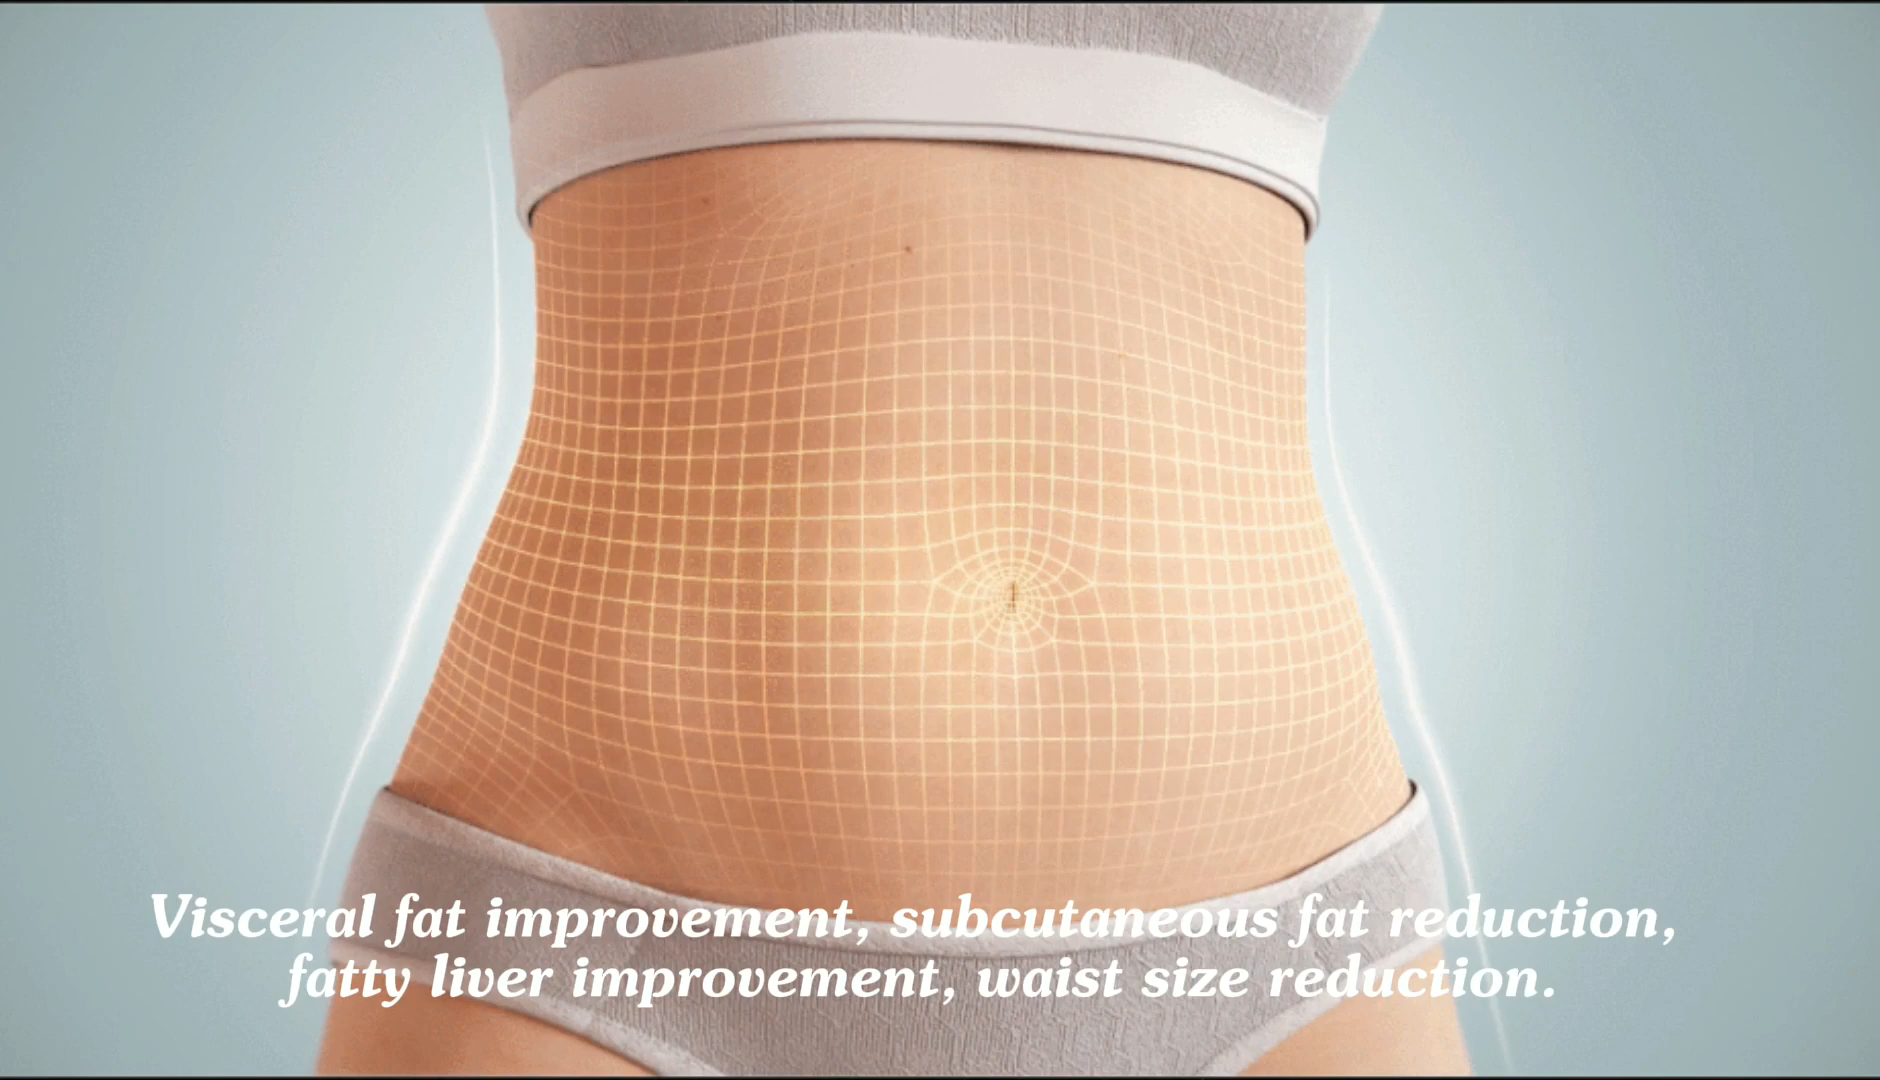 Visceral fat improvement, subcutaneous fat reduction,
fatty liver improvement, waist size reduction.